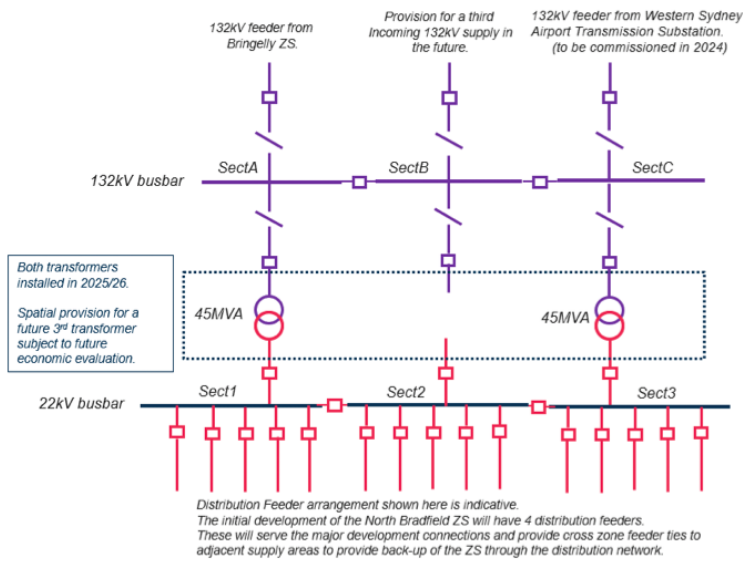 132kV feeder from
Bringelly ZS.
Provision for a third
Incoming 132kV supply in
the future.
132kV feeder from Western Sydney
Airport Transmission Substation.
(to be commissioned in 2024)
SectA
SectB
SectC
132kV busbar
Both transformers
installed in 2025/26.
Spatial provision for a
future 3rd transformer
subject to future
economic evaluation.
45MVA
45MVA
Sect1
Sect2
Sect3
22kV busbar
Distribution Feeder arrangement shown here is indicative.
The initial development of the North Bradfield ZS will have 4 distribution feeders.
These will serve the major development connections and provide cross zone feeder ties to
adjacent supply areas to provide back-up of the ZS through the distribution network.